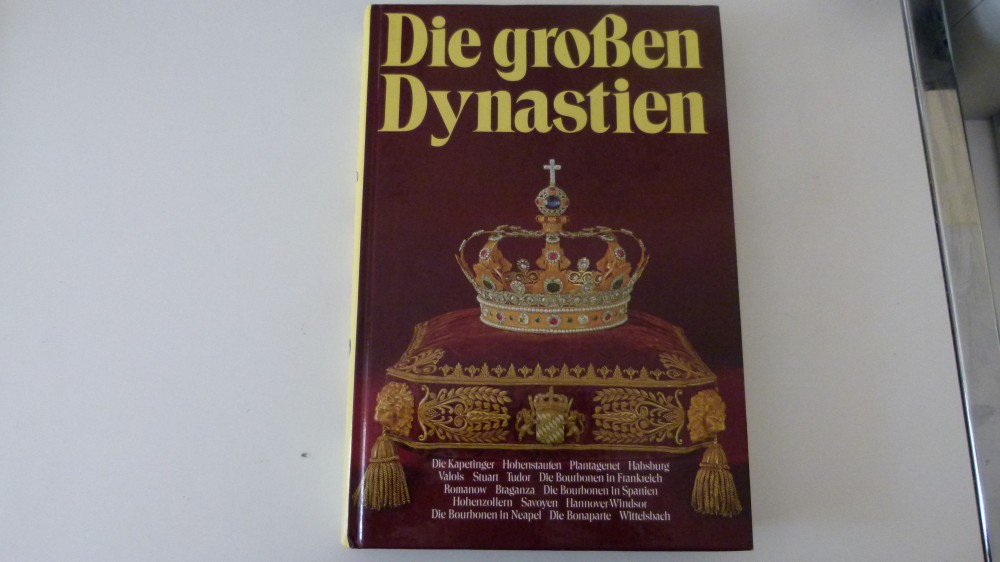 Die großen
Dynastien
Die Kapetinger Hohenstaufen Plantagenet Habsburg
Valois Stuart Tudor Die Bourbonen in Frankreich
Romanow Braganza Die Bourbonen in Spanien
Hohenzollern Savoyen Hannover-Windsor
Die Bourbonen in Neapel Die Bonaparte Wittelsbach